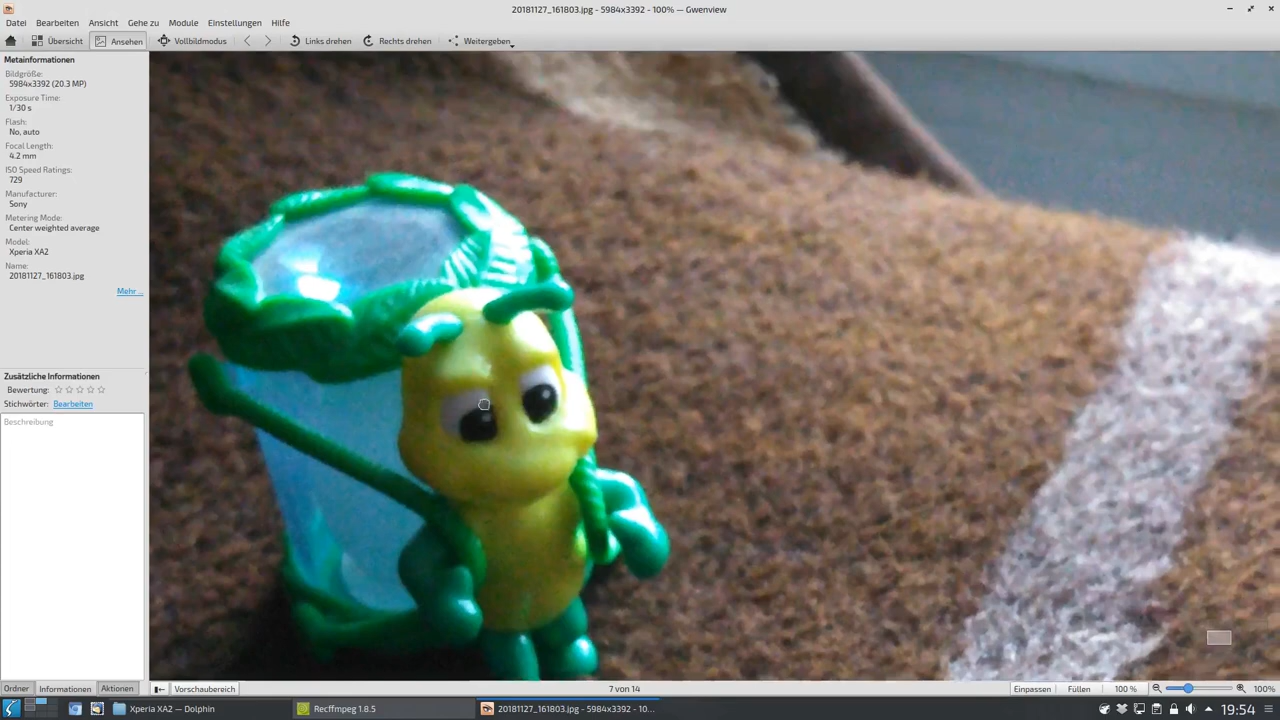 20181127_161803.jpg - 5984x3392 - 100% — Gwenview
Datei Bearbeiten Ansicht Gehe zu Module Einstellungen Hilfe
Übersicht Ansehen Vollbildmodus Links drehen Rechts drehen Weitergeben
Metainformationen
Bildgröße:
5984x3392 (20.3 MP)
Exposure Time:
1/30 s
Flash:
No, auto
Focal Length:
4.2 mm
ISO Speed Ratings:
729
Manufacturer:
Sony
Metering Mode:
Center weighted average
Model:
Xperia XA2
Name:
20181127_161803.jpg
Mehr ...
Zusätzliche Informationen
Bewertung:
Stichwörter: Bearbeiten
Beschreibung
Ordner Informationen Aktionen
Vorschaubereich
7 von 14
Einpassen Füllen 100 % 100%
Xperia XA2 — Dolphin
Recffmpeg 1.8.5
20181127_161803.jpg - 5984x3392 - 10...
19:54